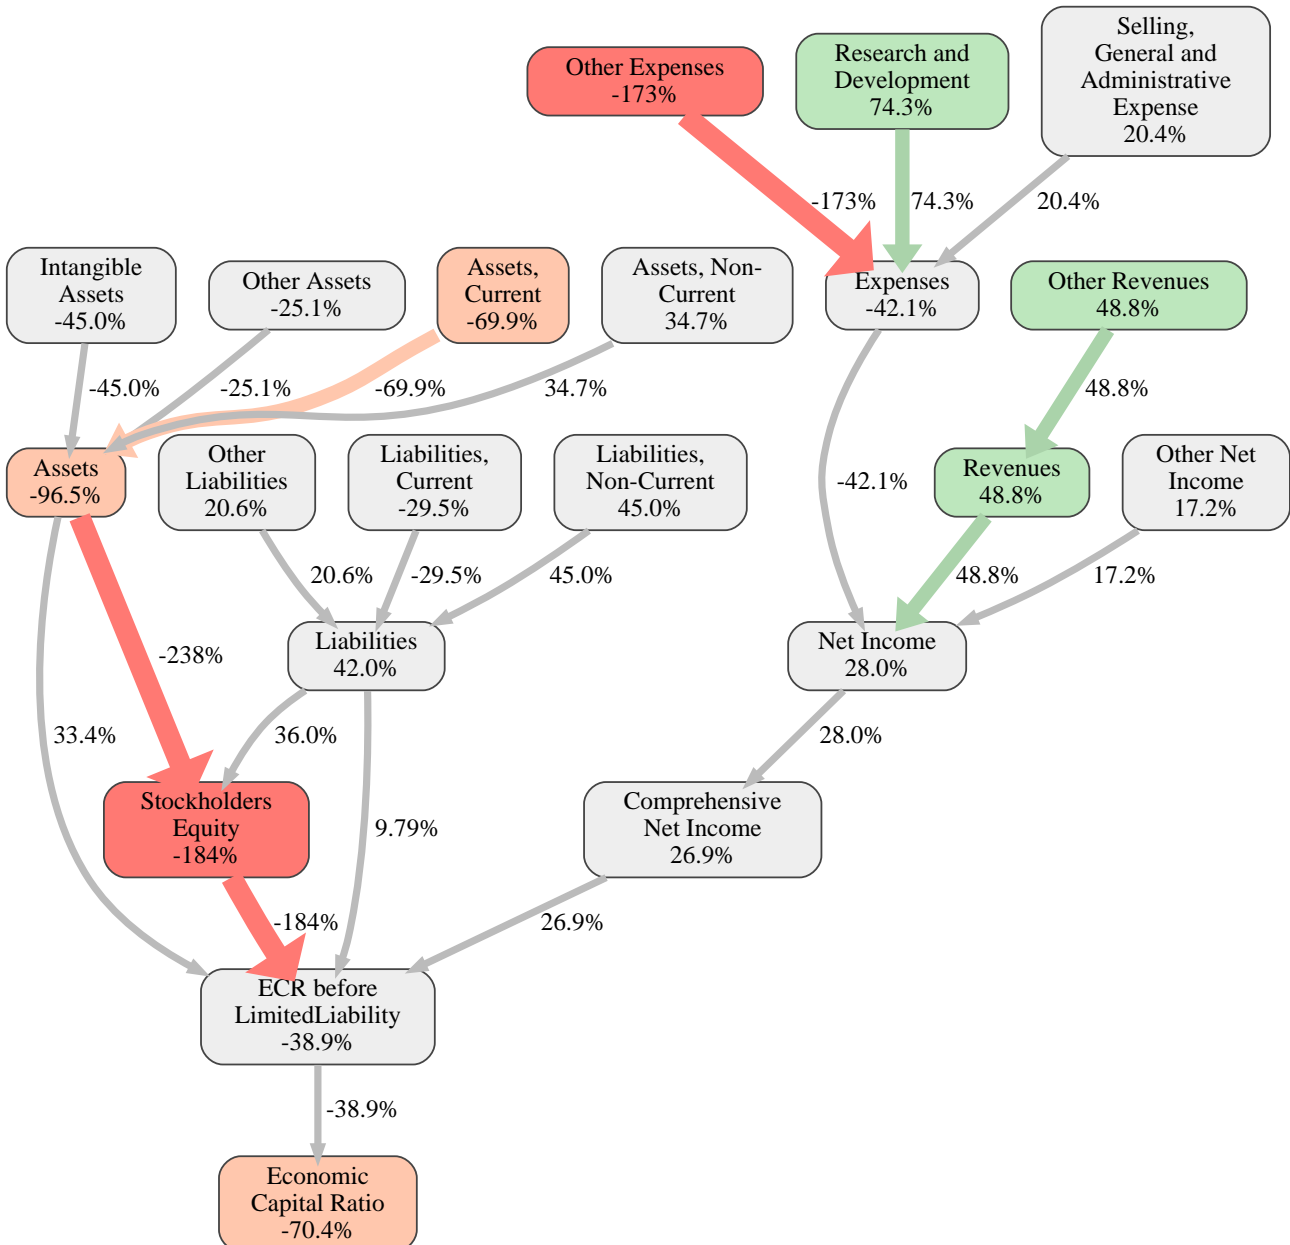 Selling,
General and
Administrative
Expense
20.4%
Research and
Development
74.3%
Other Expenses
-173%
-173%
74.3%
20.4%
Intangible
Assets
-45.0%
Other Assets
-25.1%
Assets,
Current
-69.9%
Assets, Non-
Current
34.7%
Expenses
-42.1%
Other Revenues
48.8%
-45.0%
-25.1%
-69.9%
34.7%
48.8%
Assets
-96.5%
Other
Liabilities
20.6%
Liabilities,
Current
-29.5%
Liabilities,
Non-Current
45.0%
-42.1%
Revenues
48.8%
Other Net
Income
17.2%
20.6%
-29.5%
45.0%
48.8%
17.2%
-238%
Liabilities
42.0%
Net Income
28.0%
33.4%
36.0%
28.0%
Stockholders
Equity
-184%
9.79%
Comprehensive
Net Income
26.9%
-184%
26.9%
ECR before
LimitedLiability
-38.9%
-38.9%
Economic
Capital Ratio
-70.4%